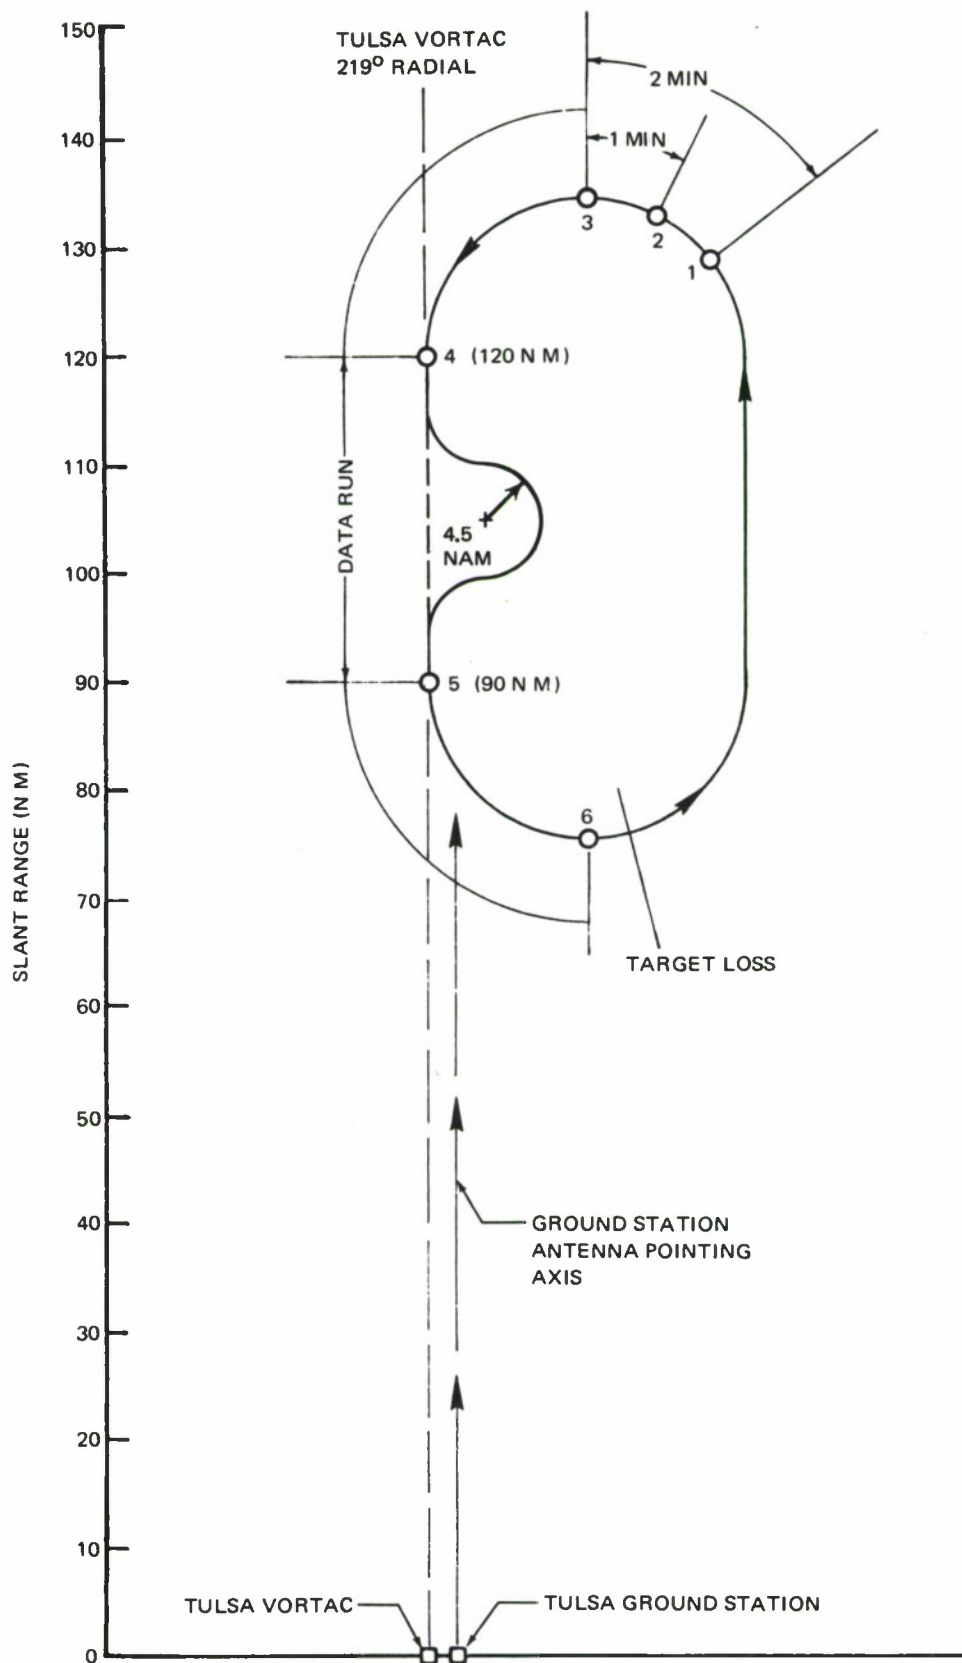 150
TULSA VORTAC
219° RADIAL
2 MIN
140
1 MIN
3
2
130
1
120
4 (120 N M)
110
DATA RUN
4.5
NAM
100
90
5 (90 N M)
SLANT RANGE (N M)
80
6
70
TARGET LOSS
60
50
40
GROUND STATION
ANTENNA POINTING
AXIS
30
20
10
TULSA VORTAC
TULSA GROUND STATION
0